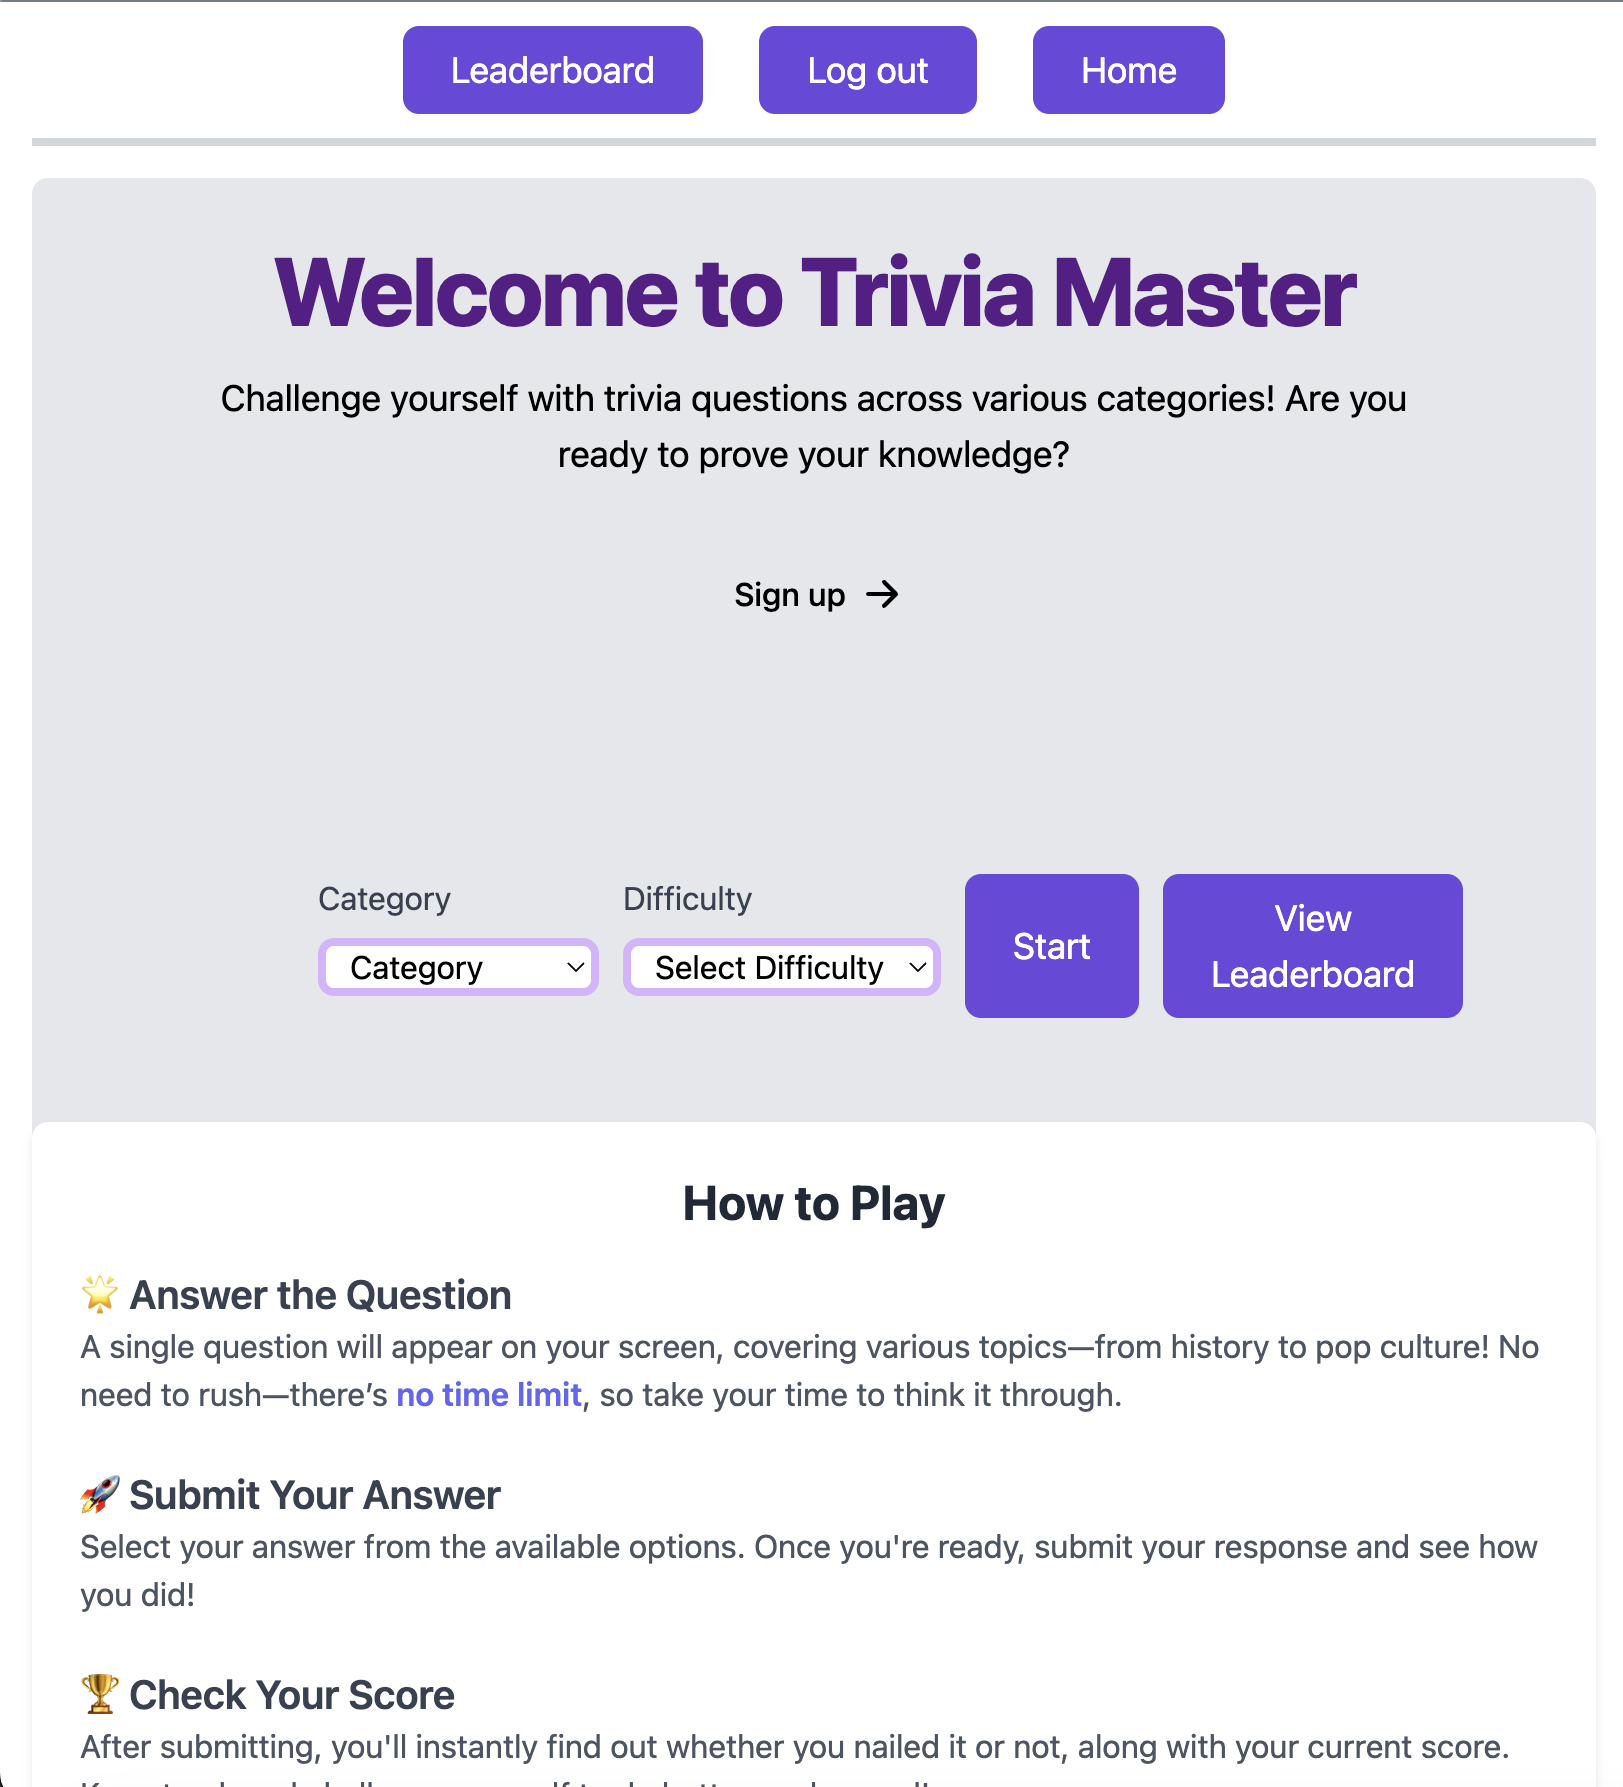 Leaderboard
Log out
Home
Welcome to Trivia Master
Challenge yourself with trivia questions across various categories! Are you
ready to prove your knowledge?
Sign up →
Category
Difficulty
Category
Select Difficulty
Start
View
Leaderboard
How to Play
🌟 Answer the Question
A single question will appear on your screen, covering various topics—from history to pop culture! No
need to rush—there’s no time limit, so take your time to think it through.
🚀 Submit Your Answer
Select your answer from the available options. Once you're ready, submit your response and see how
you did!
🏆 Check Your Score
After submitting, you'll instantly find out whether you nailed it or not, along with your current score.